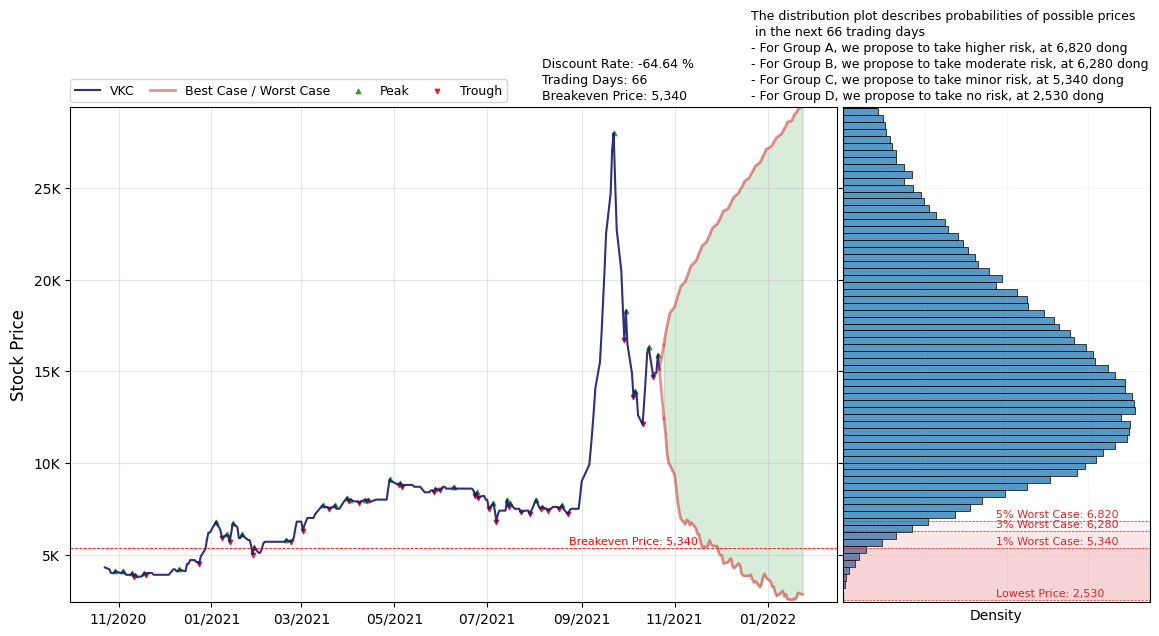 The distribution plot describes probabilities of possible prices
in the next 66 trading days
- For Group A, we propose to take higher risk, at 6,820 dong
- For Group B, we propose to take moderate risk, at 6,280 dong
- For Group C, we propose to take minor risk, at 5,340 dong
- For Group D, we propose to take no risk, at 2,530 dong
Discount Rate: -64.64 %
Trading Days: 66
Breakeven Price: 5,340
VKC Best Case / Worst Case Peak Trough
Stock Price
25K
20K
15K
10K
5K
Breakeven Price: 5,340
5% Worst Case: 6,820
3% Worst Case: 6,280
1% Worst Case: 5,340
Lowest Price: 2,530
11/2020 01/2021 03/2021 05/2021 07/2021 09/2021 11/2021 01/2022
Density